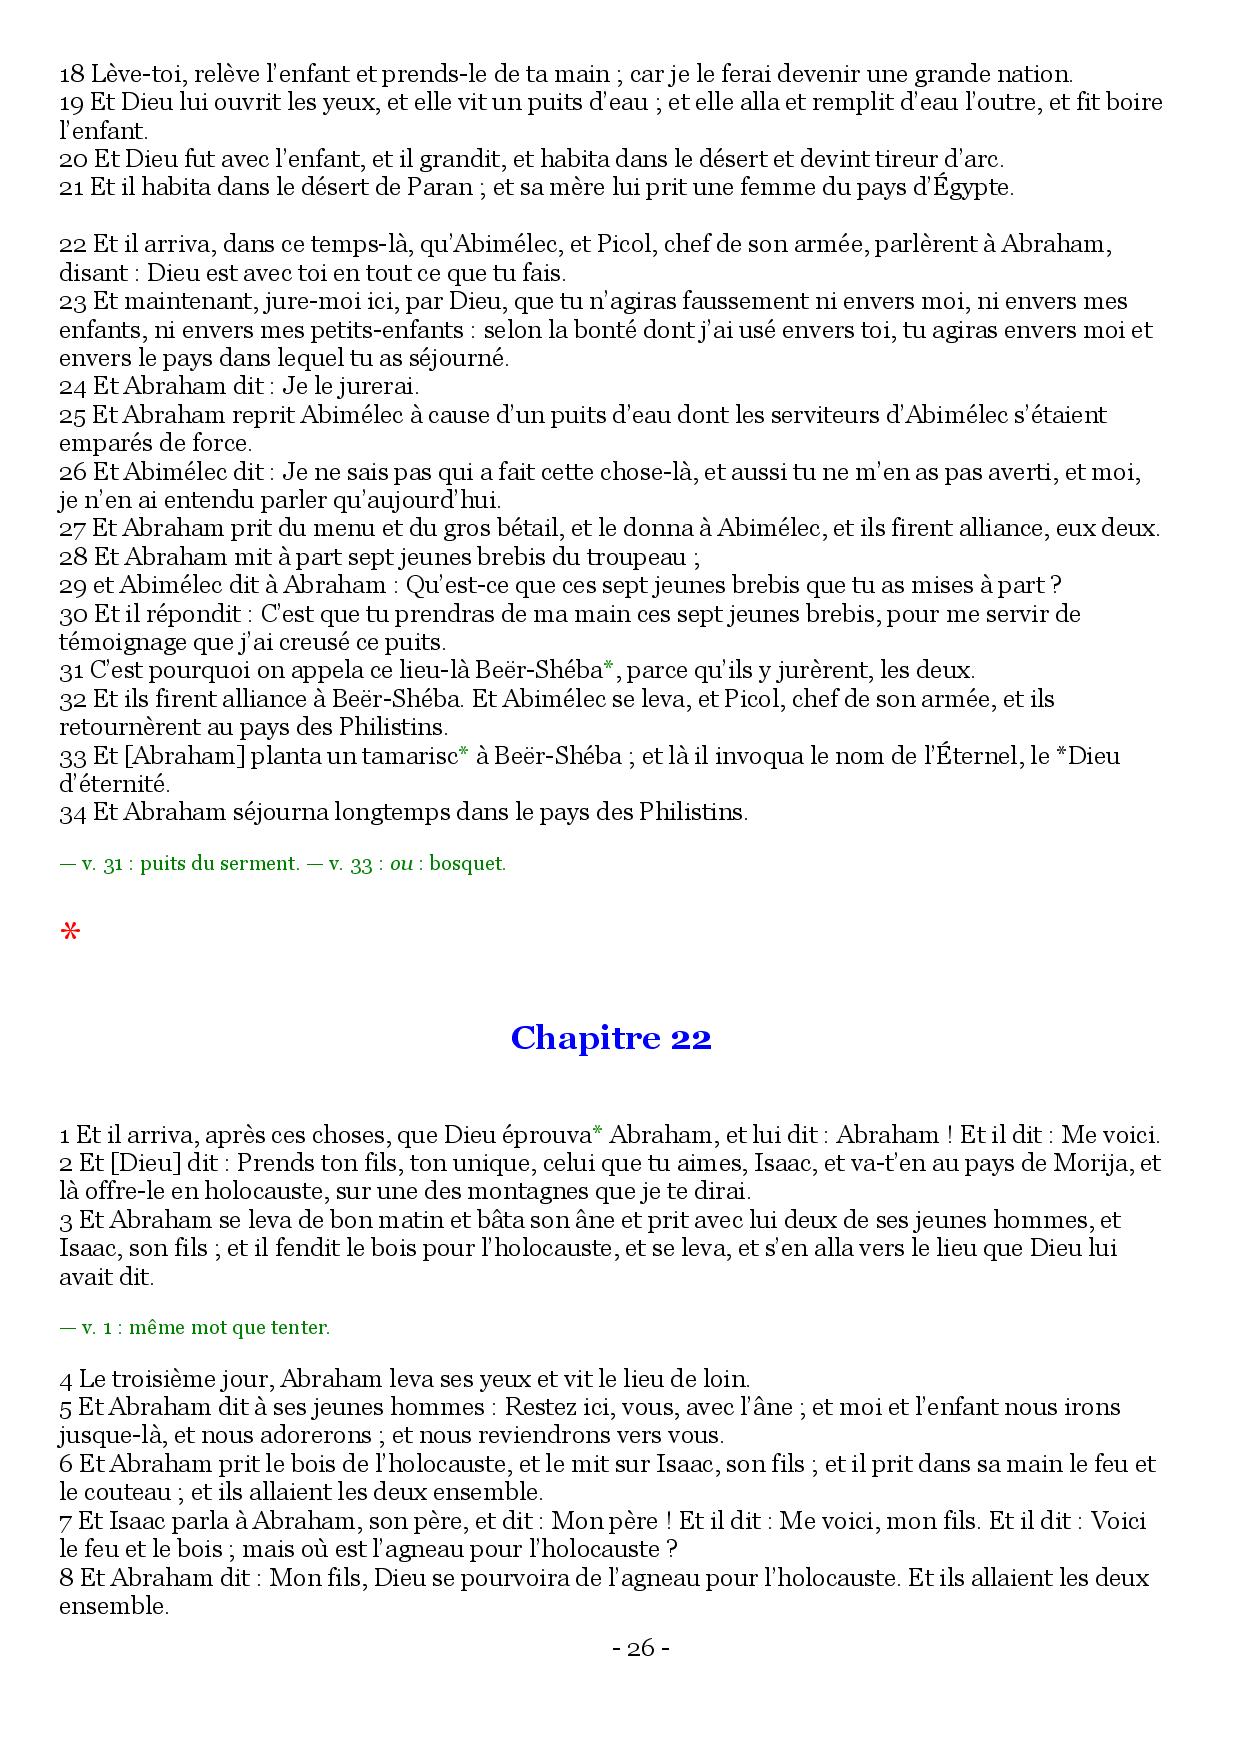 18 Lève-toi, relève l’enfant et prends-le de ta main ; car je le ferai devenir une grande nation.
19 Et Dieu lui ouvrit les yeux, et elle vit un puits d’eau ; et elle alla et remplit d’eau l’outre, et fit boire
l’enfant.
20 Et Dieu fut avec l’enfant, et il grandit, et habita dans le désert et devint tireur d’arc.
21 Et il habita dans le désert de Paran ; et sa mère lui prit une femme du pays d’Égypte.
22 Et il arriva, dans ce temps-là, qu’Abimélec, et Picol, chef de son armée, parlèrent à Abraham,
disant : Dieu est avec toi en tout ce que tu fais.
23 Et maintenant, jure-moi ici, par Dieu, que tu n’agiras faussement ni envers moi, ni envers mes
enfants, ni envers mes petits-enfants : selon la bonté dont j’ai usé envers toi, tu agiras envers moi et
envers le pays dans lequel tu as séjourné.
24 Et Abraham dit : Je le jurerai.
25 Et Abraham reprit Abimélec à cause d’un puits d’eau dont les serviteurs d’Abimélec s’étaient
emparés de force.
26 Et Abimélec dit : Je ne sais pas qui a fait cette chose-là, et aussi tu ne m’en as pas averti, et moi,
je n’en ai entendu parler qu’aujourd’hui.
27 Et Abraham prit du menu et du gros bétail, et le donna à Abimélec, et ils firent alliance, eux deux.
28 Et Abraham mit à part sept jeunes brebis du troupeau ;
29 et Abimélec dit à Abraham : Qu’est-ce que ces sept jeunes brebis que tu as mises à part ?
30 Et il répondit : C’est que tu prendras de ma main ces sept jeunes brebis, pour me servir de
témoignage que j’ai creusé ce puits.
31 C’est pourquoi on appela ce lieu-là Beër-Shéba*, parce qu’ils y jurèrent, les deux.
32 Et ils firent alliance à Beër-Shéba. Et Abimélec se leva, et Picol, chef de son armée, et ils
retournèrent au pays des Philistins.
33 Et [Abraham] planta un tamarisc* à Beër-Shéba ; et là il invoqua le nom de l’Éternel, le *Dieu
d’éternité.
34 Et Abraham séjourna longtemps dans le pays des Philistins.
— v. 31 : puits du serment. — v. 33 : ou : bosquet.
*
Chapitre 22
1 Et il arriva, après ces choses, que Dieu éprouva* Abraham, et lui dit : Abraham ! Et il dit : Me voici.
2 Et [Dieu] dit : Prends ton fils, ton unique, celui que tu aimes, Isaac, et va-t’en au pays de Morija, et
là offre-le en holocauste, sur une des montagnes que je te dirai.
3 Et Abraham se leva de bon matin et bâta son âne et prit avec lui deux de ses jeunes hommes, et
Isaac, son fils ; et il fendit le bois pour l’holocauste, et se leva, et s’en alla vers le lieu que Dieu lui
avait dit.
— v. 1 : même mot que tenter.
4 Le troisième jour, Abraham leva ses yeux et vit le lieu de loin.
5 Et Abraham dit à ses jeunes hommes : Restez ici, vous, avec l’âne ; et moi et l’enfant nous irons
jusque-là, et nous adorerons ; et nous reviendrons vers vous.
6 Et Abraham prit le bois de l’holocauste, et le mit sur Isaac, son fils ; et il prit dans sa main le feu et
le couteau ; et ils allaient les deux ensemble.
7 Et Isaac parla à Abraham, son père, et dit : Mon père ! Et il dit : Me voici, mon fils. Et il dit : Voici
le feu et le bois ; mais où est l’agneau pour l’holocauste ?
8 Et Abraham dit : Mon fils, Dieu se pourvoira de l’agneau pour l’holocauste. Et ils allaient les deux
ensemble.
- 26 -